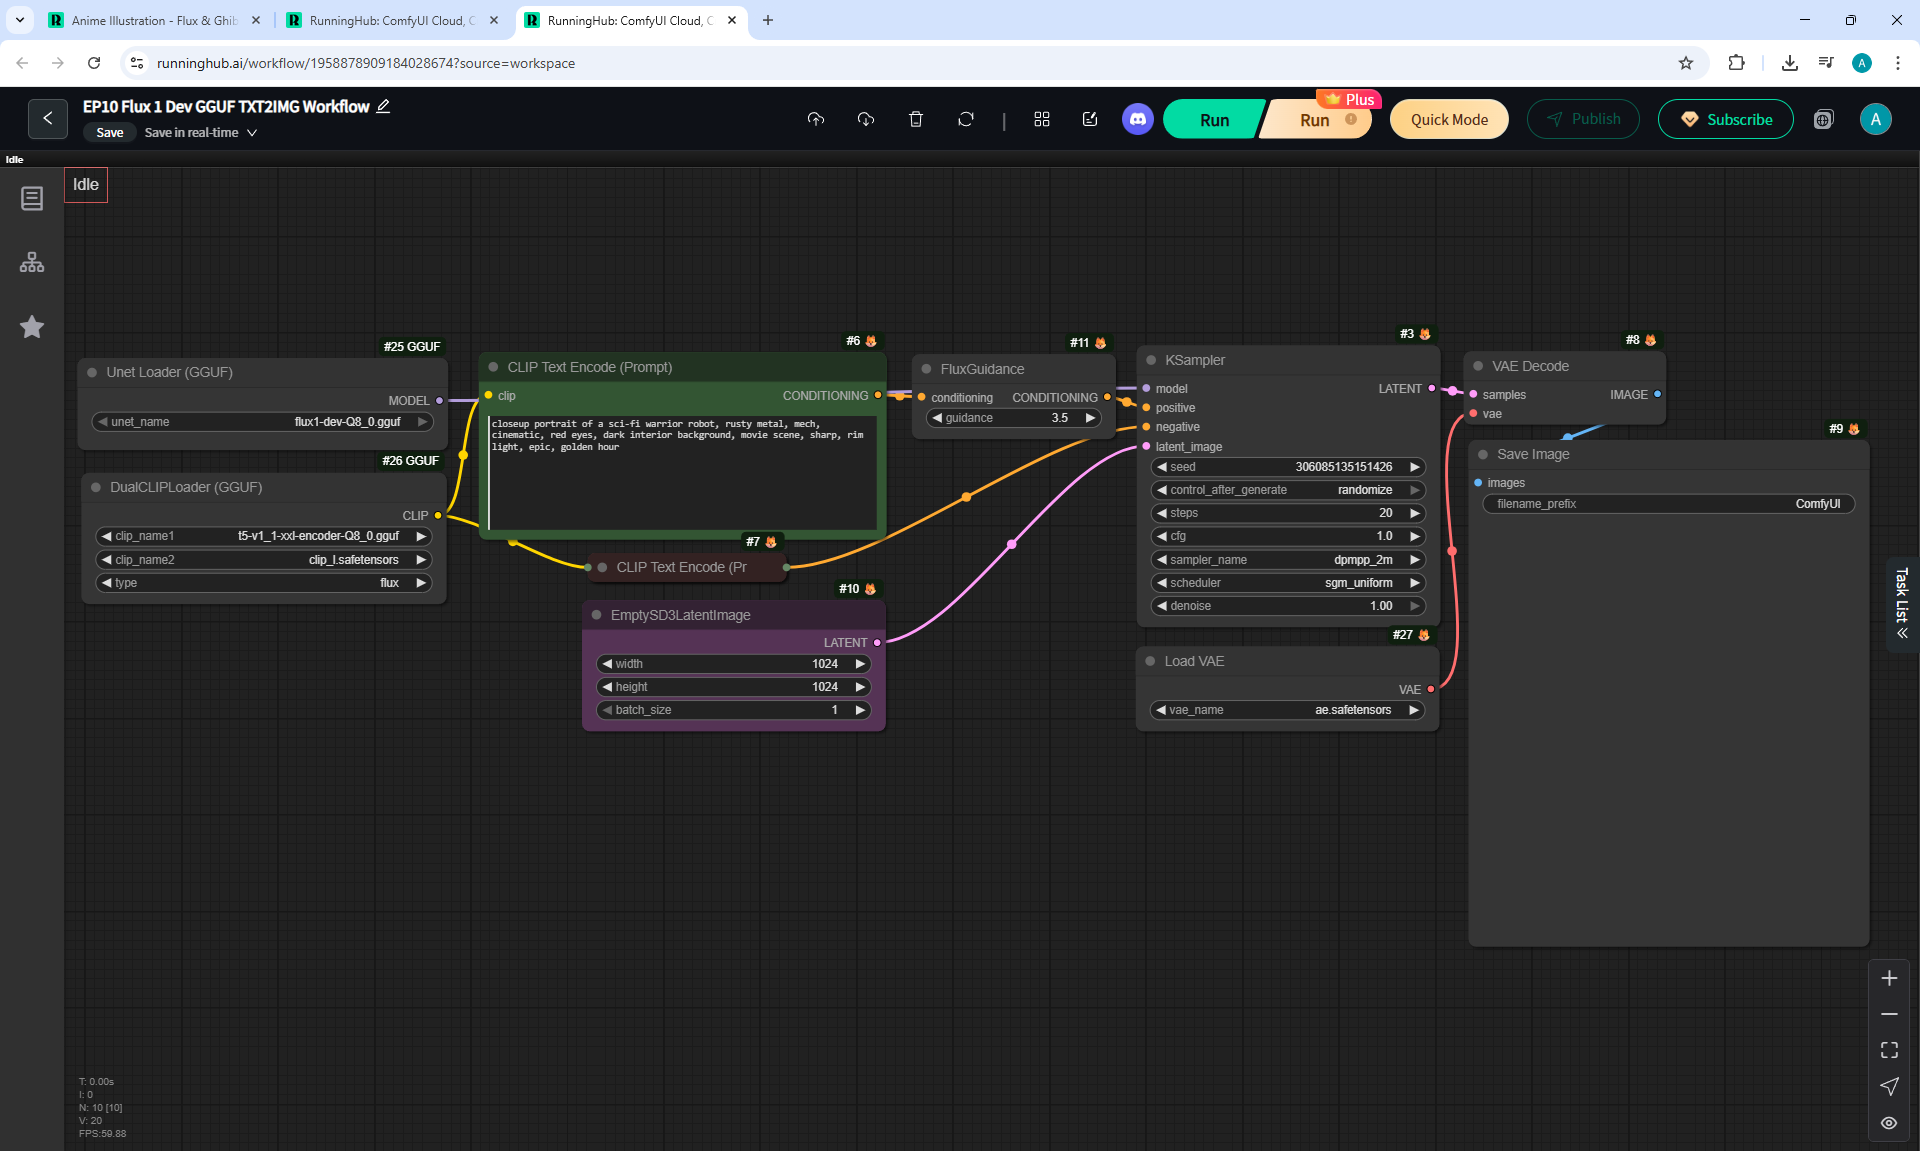 Anime Illustration - Flux & Ghib
RunningHub: ComfyUI Cloud, C
RunningHub: ComfyUI Cloud, C
runninghub.ai/workflow/1958878909184028674?source=workspace
A
EP10 Flux 1 Dev GGUF TXT2IMG Workflow
Save
Save in real-time
Run
Run
Plus
Quick Mode
Publish
Subscribe
A
Idle
Idle
#25 GGUF
Unet Loader (GGUF)
MODEL
unet_name flux1-dev-Q8_0.gguf
#26 GGUF
DualCLIPLoader (GGUF)
CLIP
clip_name1 t5-v1_1-xxl-encoder-Q8_0.gguf
clip_name2 clip_l.safetensors
type flux
#6
CLIP Text Encode (Prompt)
clip CONDITIONING
closeup portrait of a sci-fi warrior robot, rusty metal, mech,
cinematic, red eyes, dark interior background, movie scene, sharp, rim
light, epic, golden hour
#7
CLIP Text Encode (Pr
#10
EmptySD3LatentImage
LATENT
width 1024
height 1024
batch_size 1
#11
FluxGuidance
conditioning CONDITIONING
guidance 3.5
#3
KSampler
model LATENT
positive
negative
latent_image
seed 306085135151426
control_after_generate randomize
steps 20
cfg 1.0
sampler_name dpmpp_2m
scheduler sgm_uniform
denoise 1.00
#27
Load VAE
VAE
vae_name ae.safetensors
#8
VAE Decode
samples IMAGE
vae
#9
Save Image
images
filename_prefix ComfyUI
Task List
T: 0.00s
I: 0
N: 10 [10]
V: 20
FPS:59.88